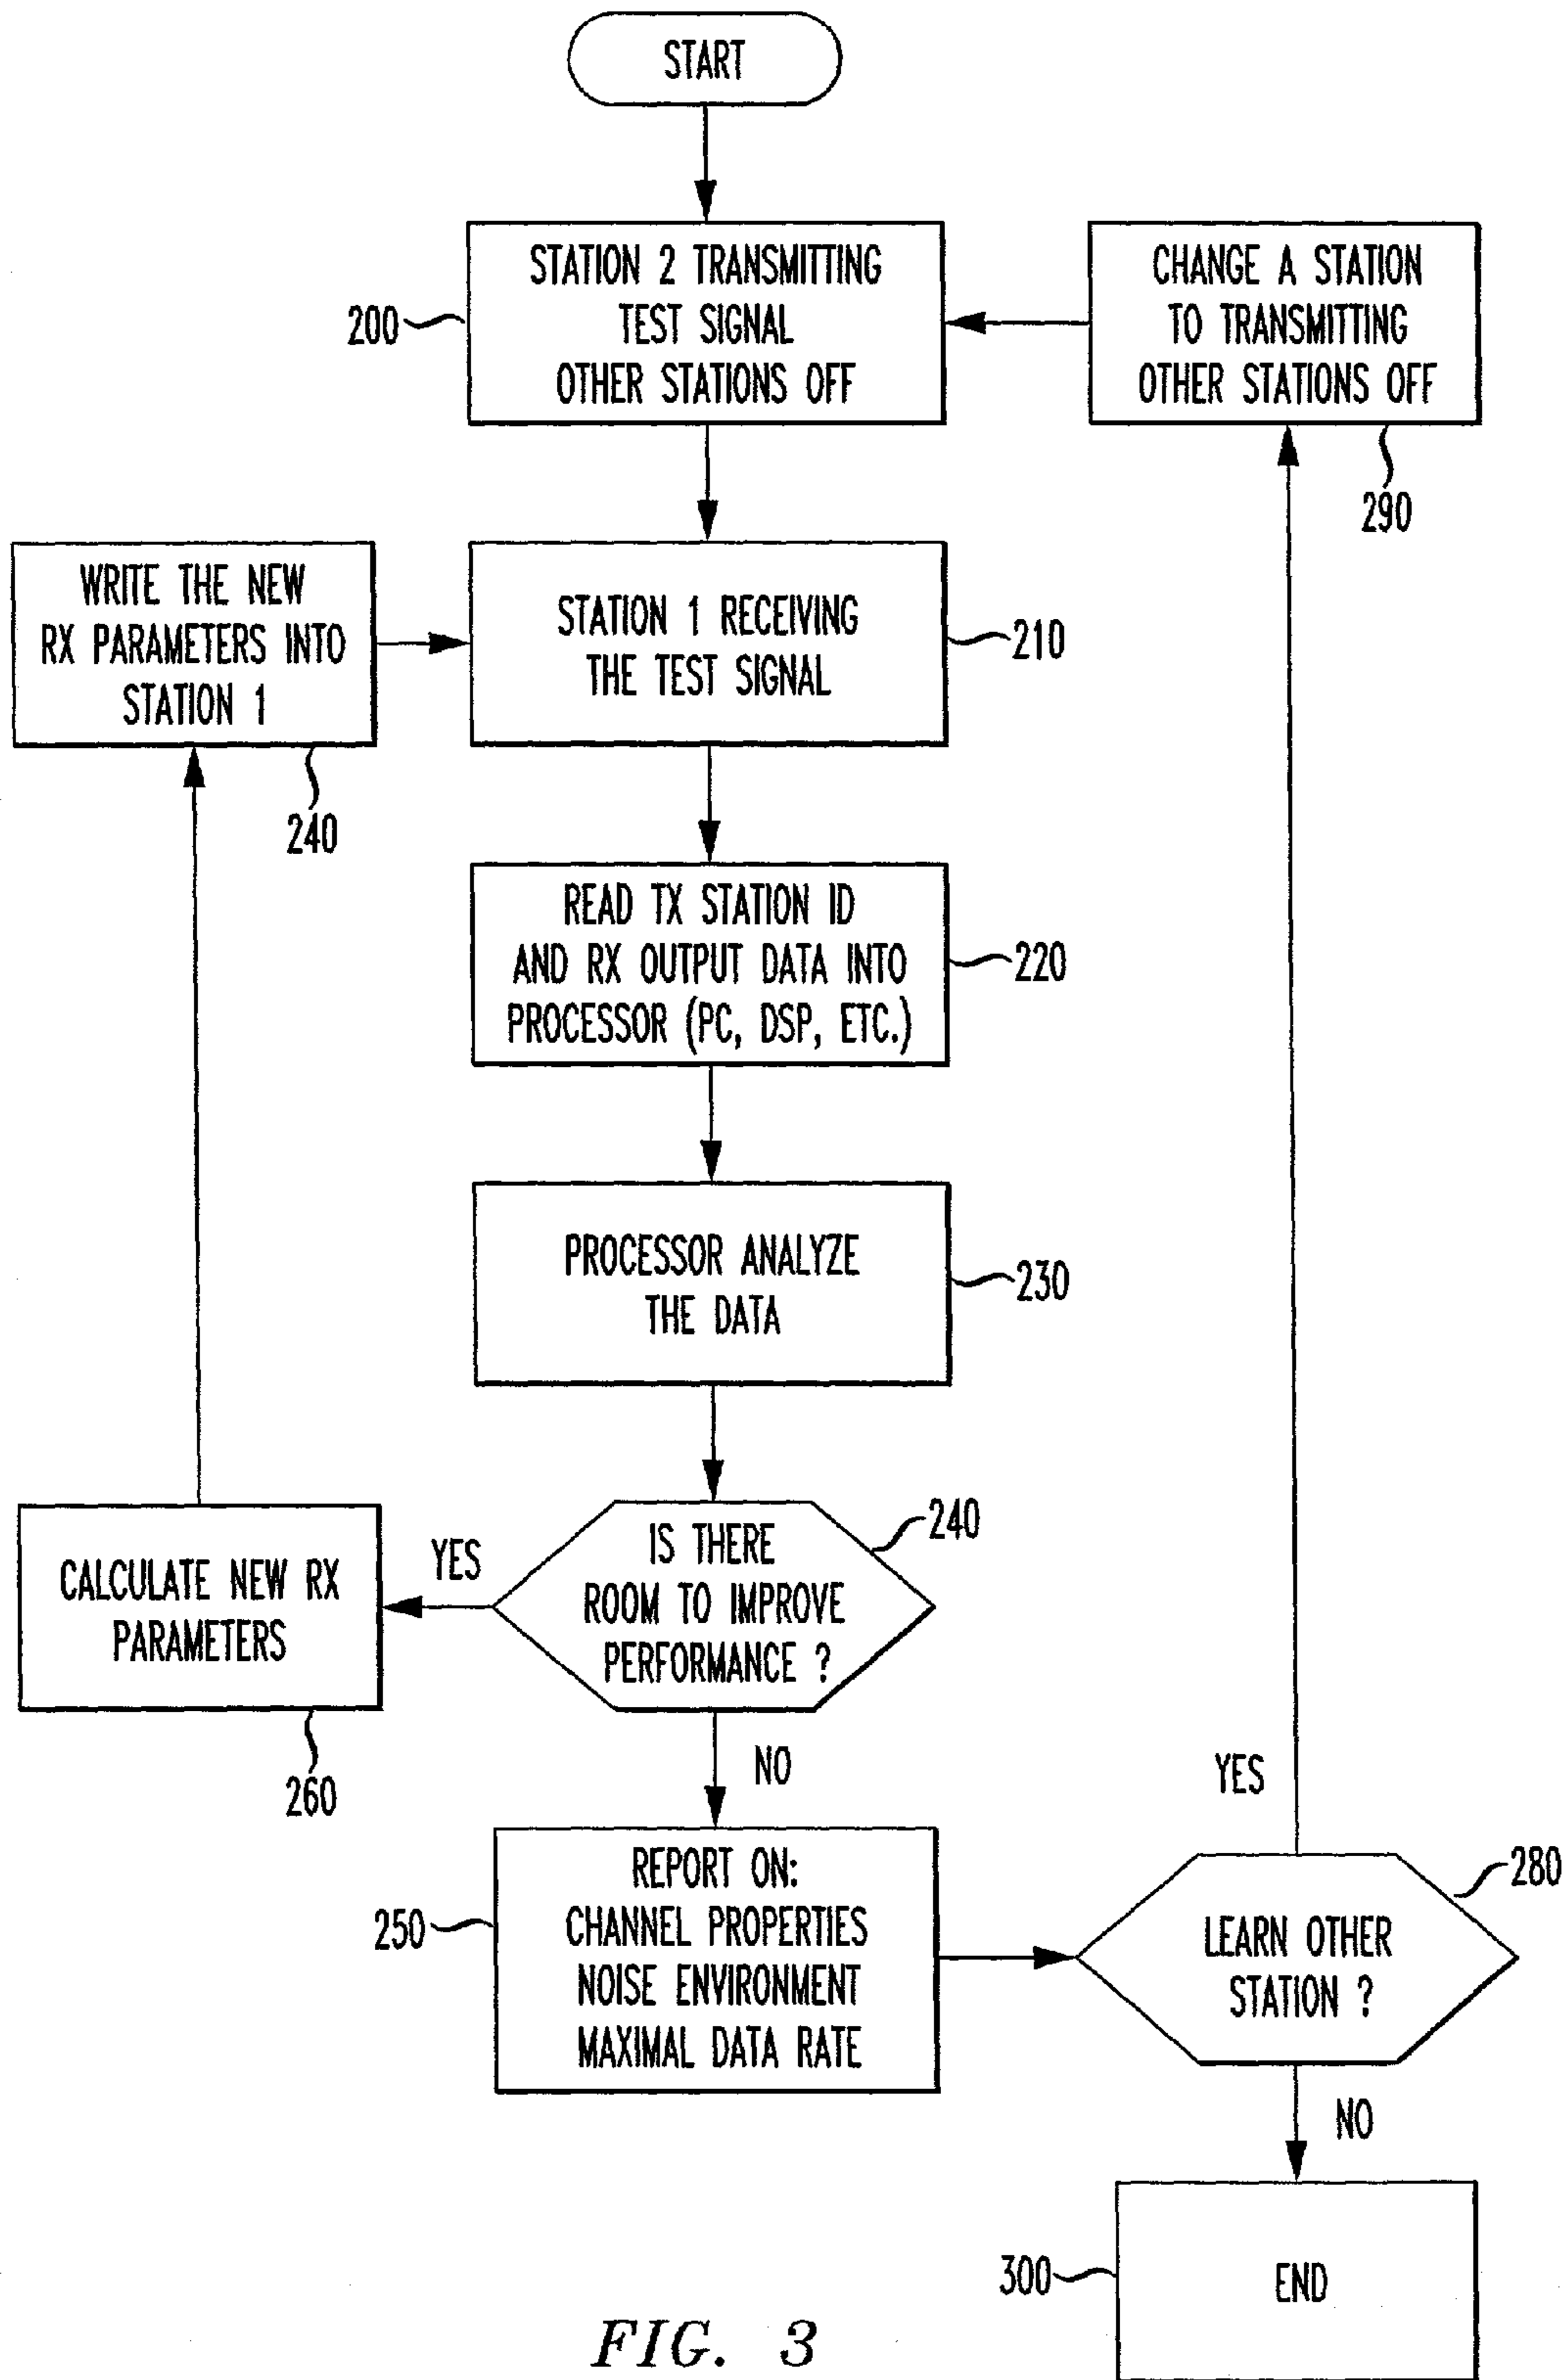 START
STATION 2 TRANSMITTING
TEST SIGNAL
OTHER STATIONS OFF
200
CHANGE A STATION
TO TRANSMITTING
OTHER STATIONS OFF
290
WRITE THE NEW
RX PARAMETERS INTO
STATION 1
240
STATION 1 RECEIVING
THE TEST SIGNAL
210
READ TX STATION ID
AND RX OUTPUT DATA INTO
PROCESSOR (PC, DSP, ETC.)
220
PROCESSOR ANALYZE
THE DATA
230
IS THERE
ROOM TO IMPROVE
PERFORMANCE ?
240
YES
CALCULATE NEW RX
PARAMETERS
260
NO
REPORT ON:
CHANNEL PROPERTIES
NOISE ENVIRONMENT
MAXIMAL DATA RATE
250
YES
LEARN OTHER
STATION ?
280
NO
END
300
FIG. 3